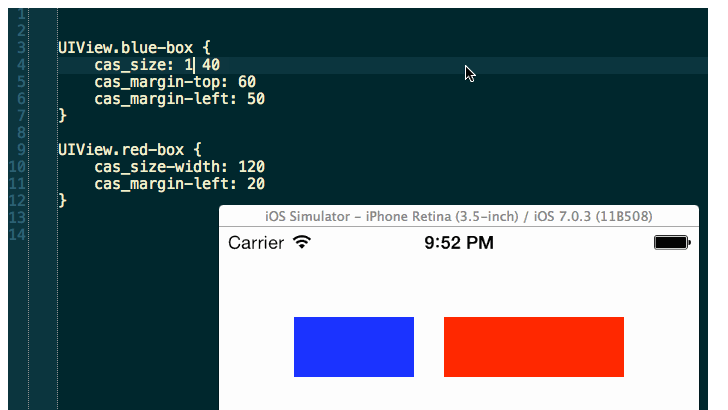 1
2
3 UIView.blue-box {
4 cas_size: 1 40
5 cas_margin-top: 60
6 cas_margin-left: 50
7 }
8
9 UIView.red-box {
10 cas_size-width: 120
11 cas_margin-left: 20
12 }
13
14
iOS Simulator - iPhone Retina (3.5-inch) / iOS 7.0.3 (11B508)
Carrier 9:52 PM